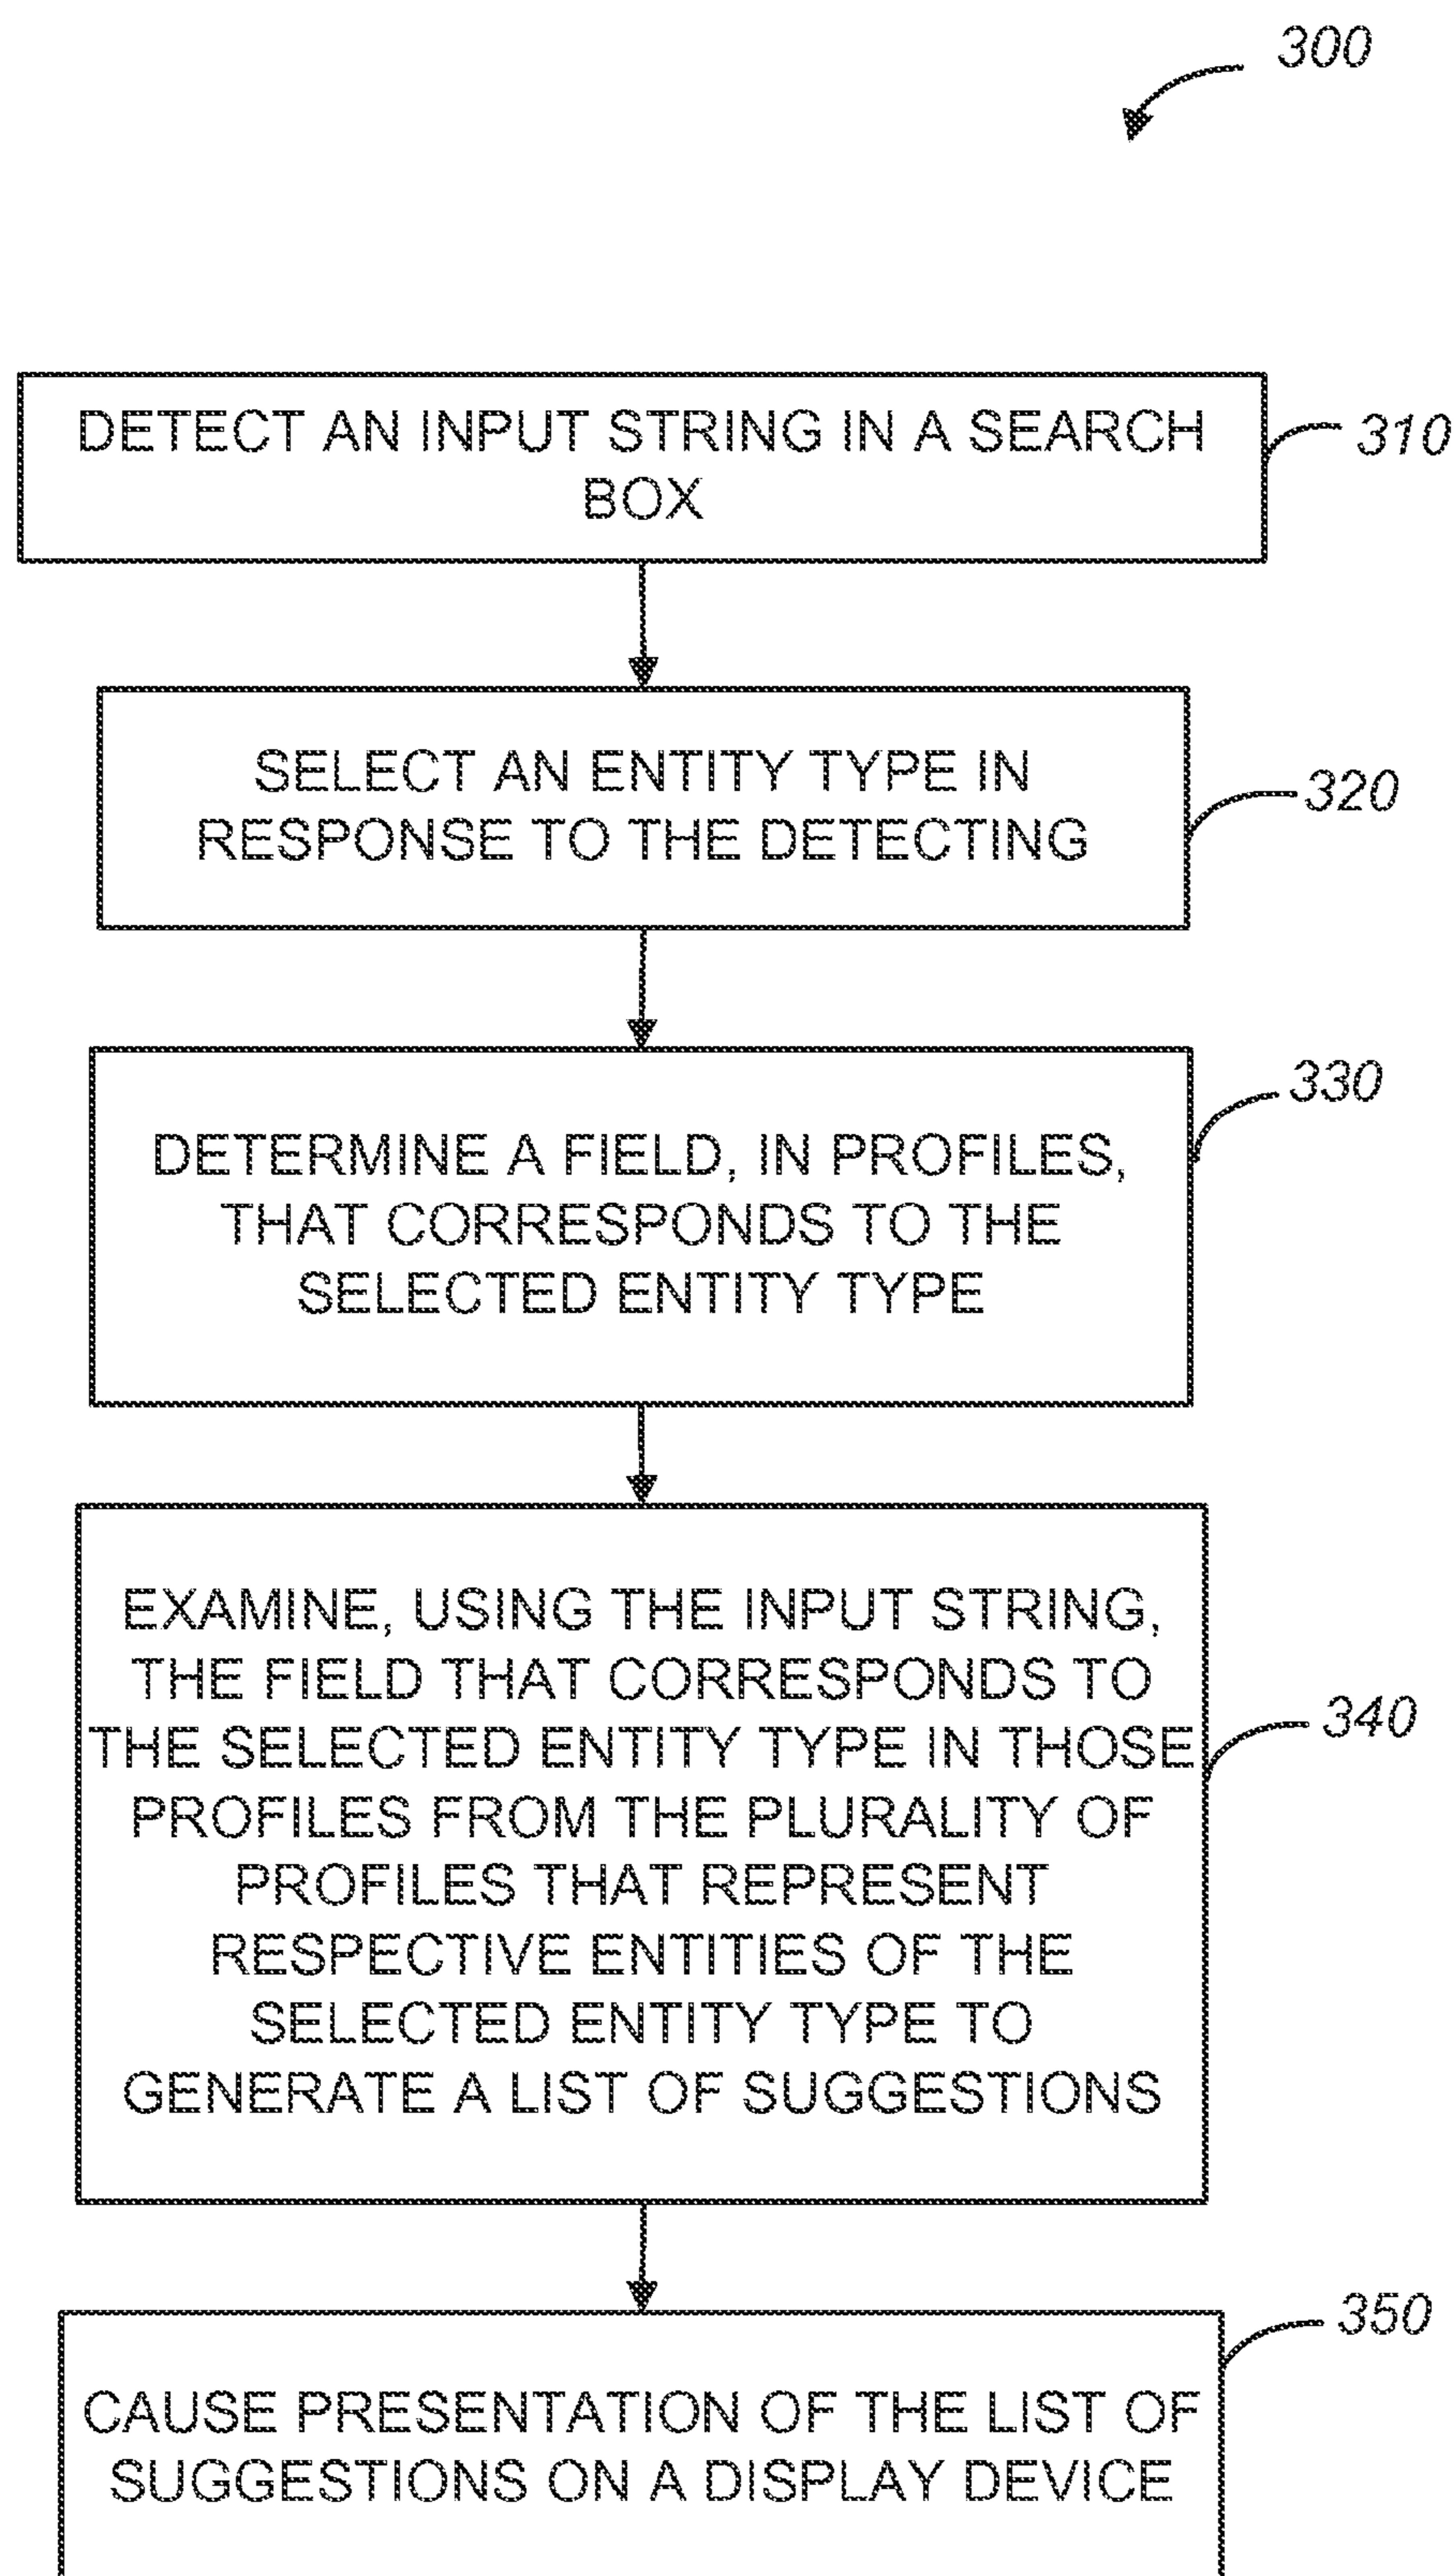 300
DETECT AN INPUT STRING IN A SEARCH
BOX
310
SELECT AN ENTITY TYPE IN
RESPONSE TO THE DETECTING
320
DETERMINE A FIELD, IN PROFILES,
THAT CORRESPONDS TO THE
SELECTED ENTITY TYPE
330
EXAMINE, USING THE INPUT STRING,
THE FIELD THAT CORRESPONDS TO
THE SELECTED ENTITY TYPE IN THOSE
PROFILES FROM THE PLURALITY OF
PROFILES THAT REPRESENT
RESPECTIVE ENTITIES OF THE
SELECTED ENTITY TYPE TO
GENERATE A LIST OF SUGGESTIONS
340
CAUSE PRESENTATION OF THE LIST OF
SUGGESTIONS ON A DISPLAY DEVICE
350